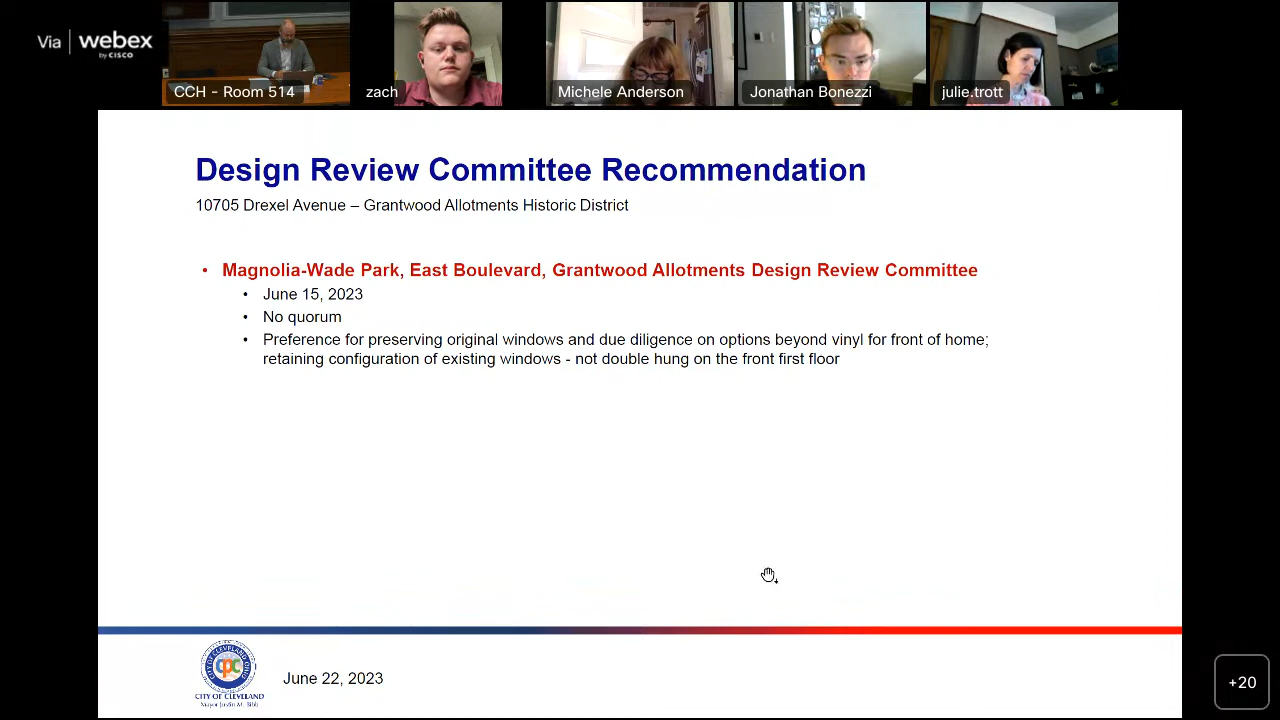 Via webex
by CISCO
CCH - Room 514
zach
Michele Anderson
Jonathan Bonezzi
julie.trott
Design Review Committee Recommendation
10705 Drexel Avenue – Grantwood Allotments Historic District
• Magnolia-Wade Park, East Boulevard, Grantwood Allotments Design Review Committee
• June 15, 2023
• No quorum
• Preference for preserving original windows and due diligence on options beyond vinyl for front of home;
retaining configuration of existing windows - not double hung on the front first floor
cpc
CITY OF CLEVELAND
Mayor Justin M. Bibb
June 22, 2023
+20